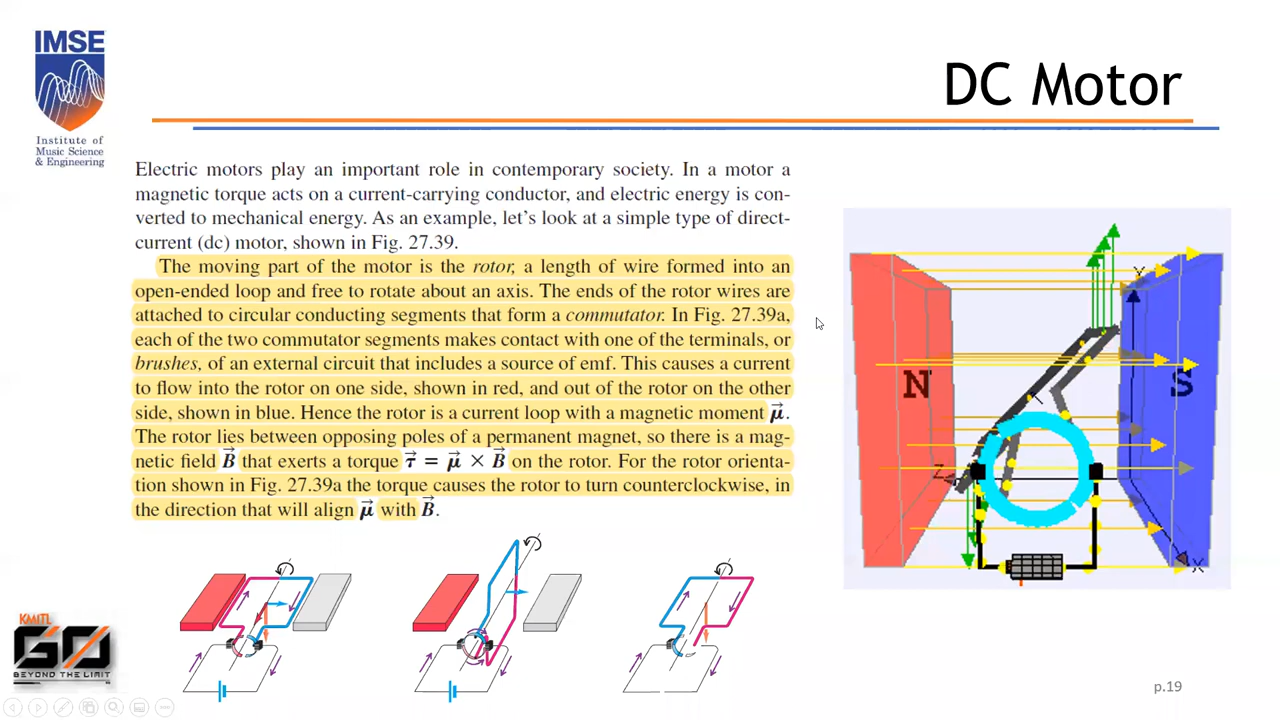 IMSE
Institute of
Music Science
& Engineering
DC Motor
Electric motors play an important role in contemporary society. In a motor a
magnetic torque acts on a current-carrying conductor, and electric energy is con-
verted to mechanical energy. As an example, let's look at a simple type of direct-
current (dc) motor, shown in Fig. 27.39.
The moving part of the motor is the rotor, a length of wire formed into an
open-ended loop and free to rotate about an axis. The ends of the rotor wires are
attached to circular conducting segments that form a commutator. In Fig. 27.39a,
each of the two commutator segments makes contact with one of the terminals, or
brushes, of an external circuit that includes a source of emf. This causes a current
to flow into the rotor on one side, shown in red, and out of the rotor on the other
side, shown in blue. Hence the rotor is a current loop with a magnetic moment μ⃗.
The rotor lies between opposing poles of a permanent magnet, so there is a mag-
netic field B⃗ that exerts a torque τ⃗ = μ⃗ × B⃗ on the rotor. For the rotor orienta-
tion shown in Fig. 27.39a the torque causes the rotor to turn counterclockwise, in
the direction that will align μ⃗ with B⃗.
N
S
Y
Z
X
KMITL
GO
BEYOND THE LIMIT
p.19